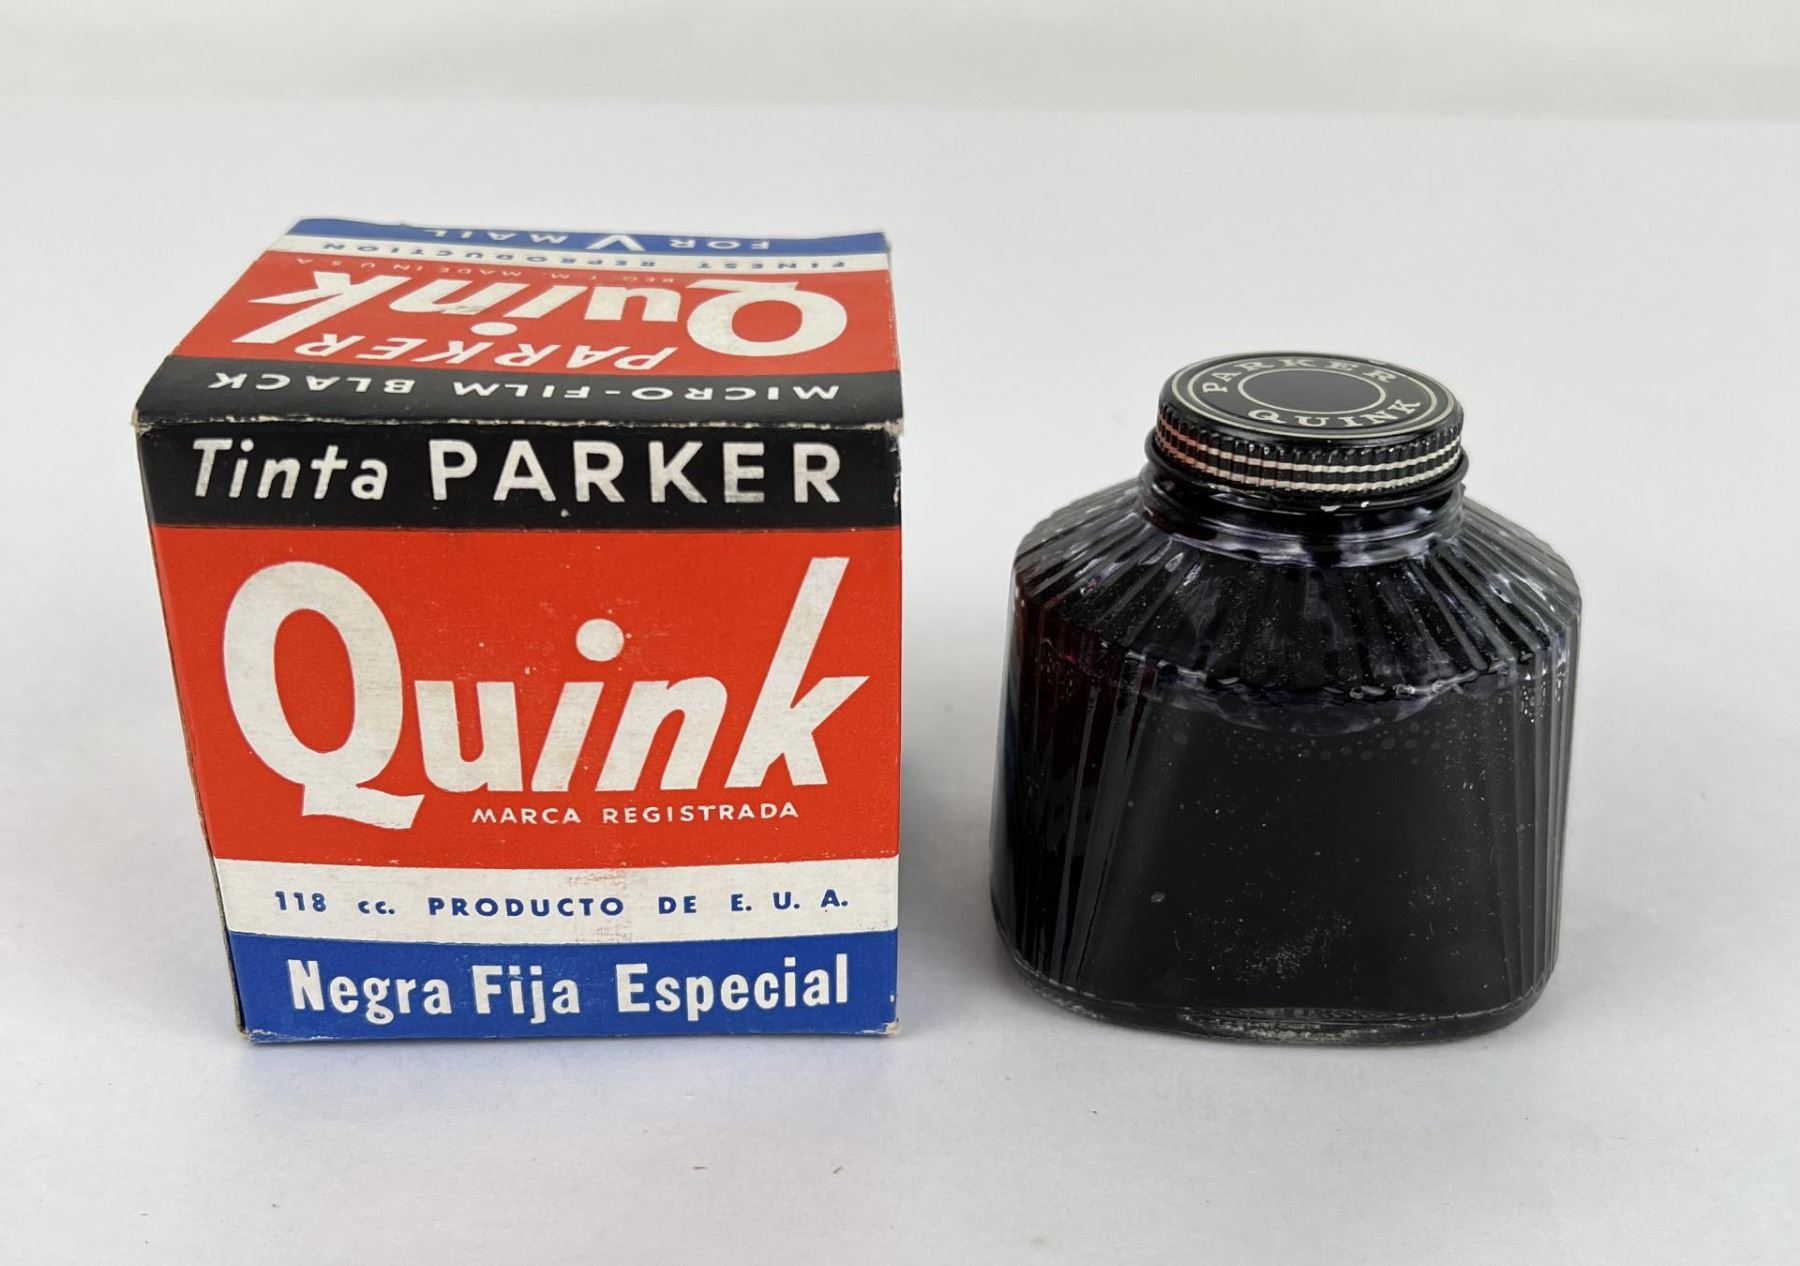 FOR V MAIL
FINEST REPRODUCTION
REG. T.M. MADE IN U.S.A.
Quink
PARKER
MICRO-FILM BLACK
Tinta PARKER
Quink
MARCA REGISTRADA
118 cc. PRODUCTO DE E. U. A.
Negra Fija Especial
PARKER
QUINK